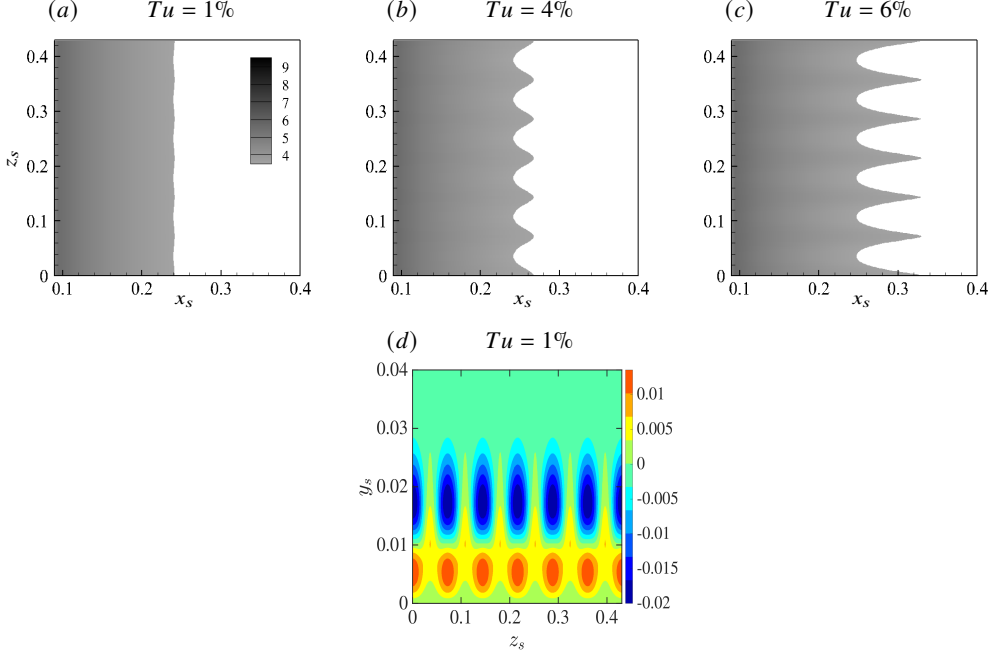 (a) Tu = 1%
(b) Tu = 4%
(c) Tu = 6%
0.4
0.3
0.2
0.1
0
z_s
9
8
7
6
5
4
0.1 0.2 0.3 0.4
x_s
0.4
0.3
0.2
0.1
0
0.1 0.2 0.3 0.4
x_s
0.4
0.3
0.2
0.1
0
0.1 0.2 0.3 0.4
x_s
(d) Tu = 1%
0.04
0.03
0.02
0.01
0
y_s
0 0.1 0.2 0.3 0.4
z_s
0.01
0.005
0
-0.005
-0.01
-0.015
-0.02